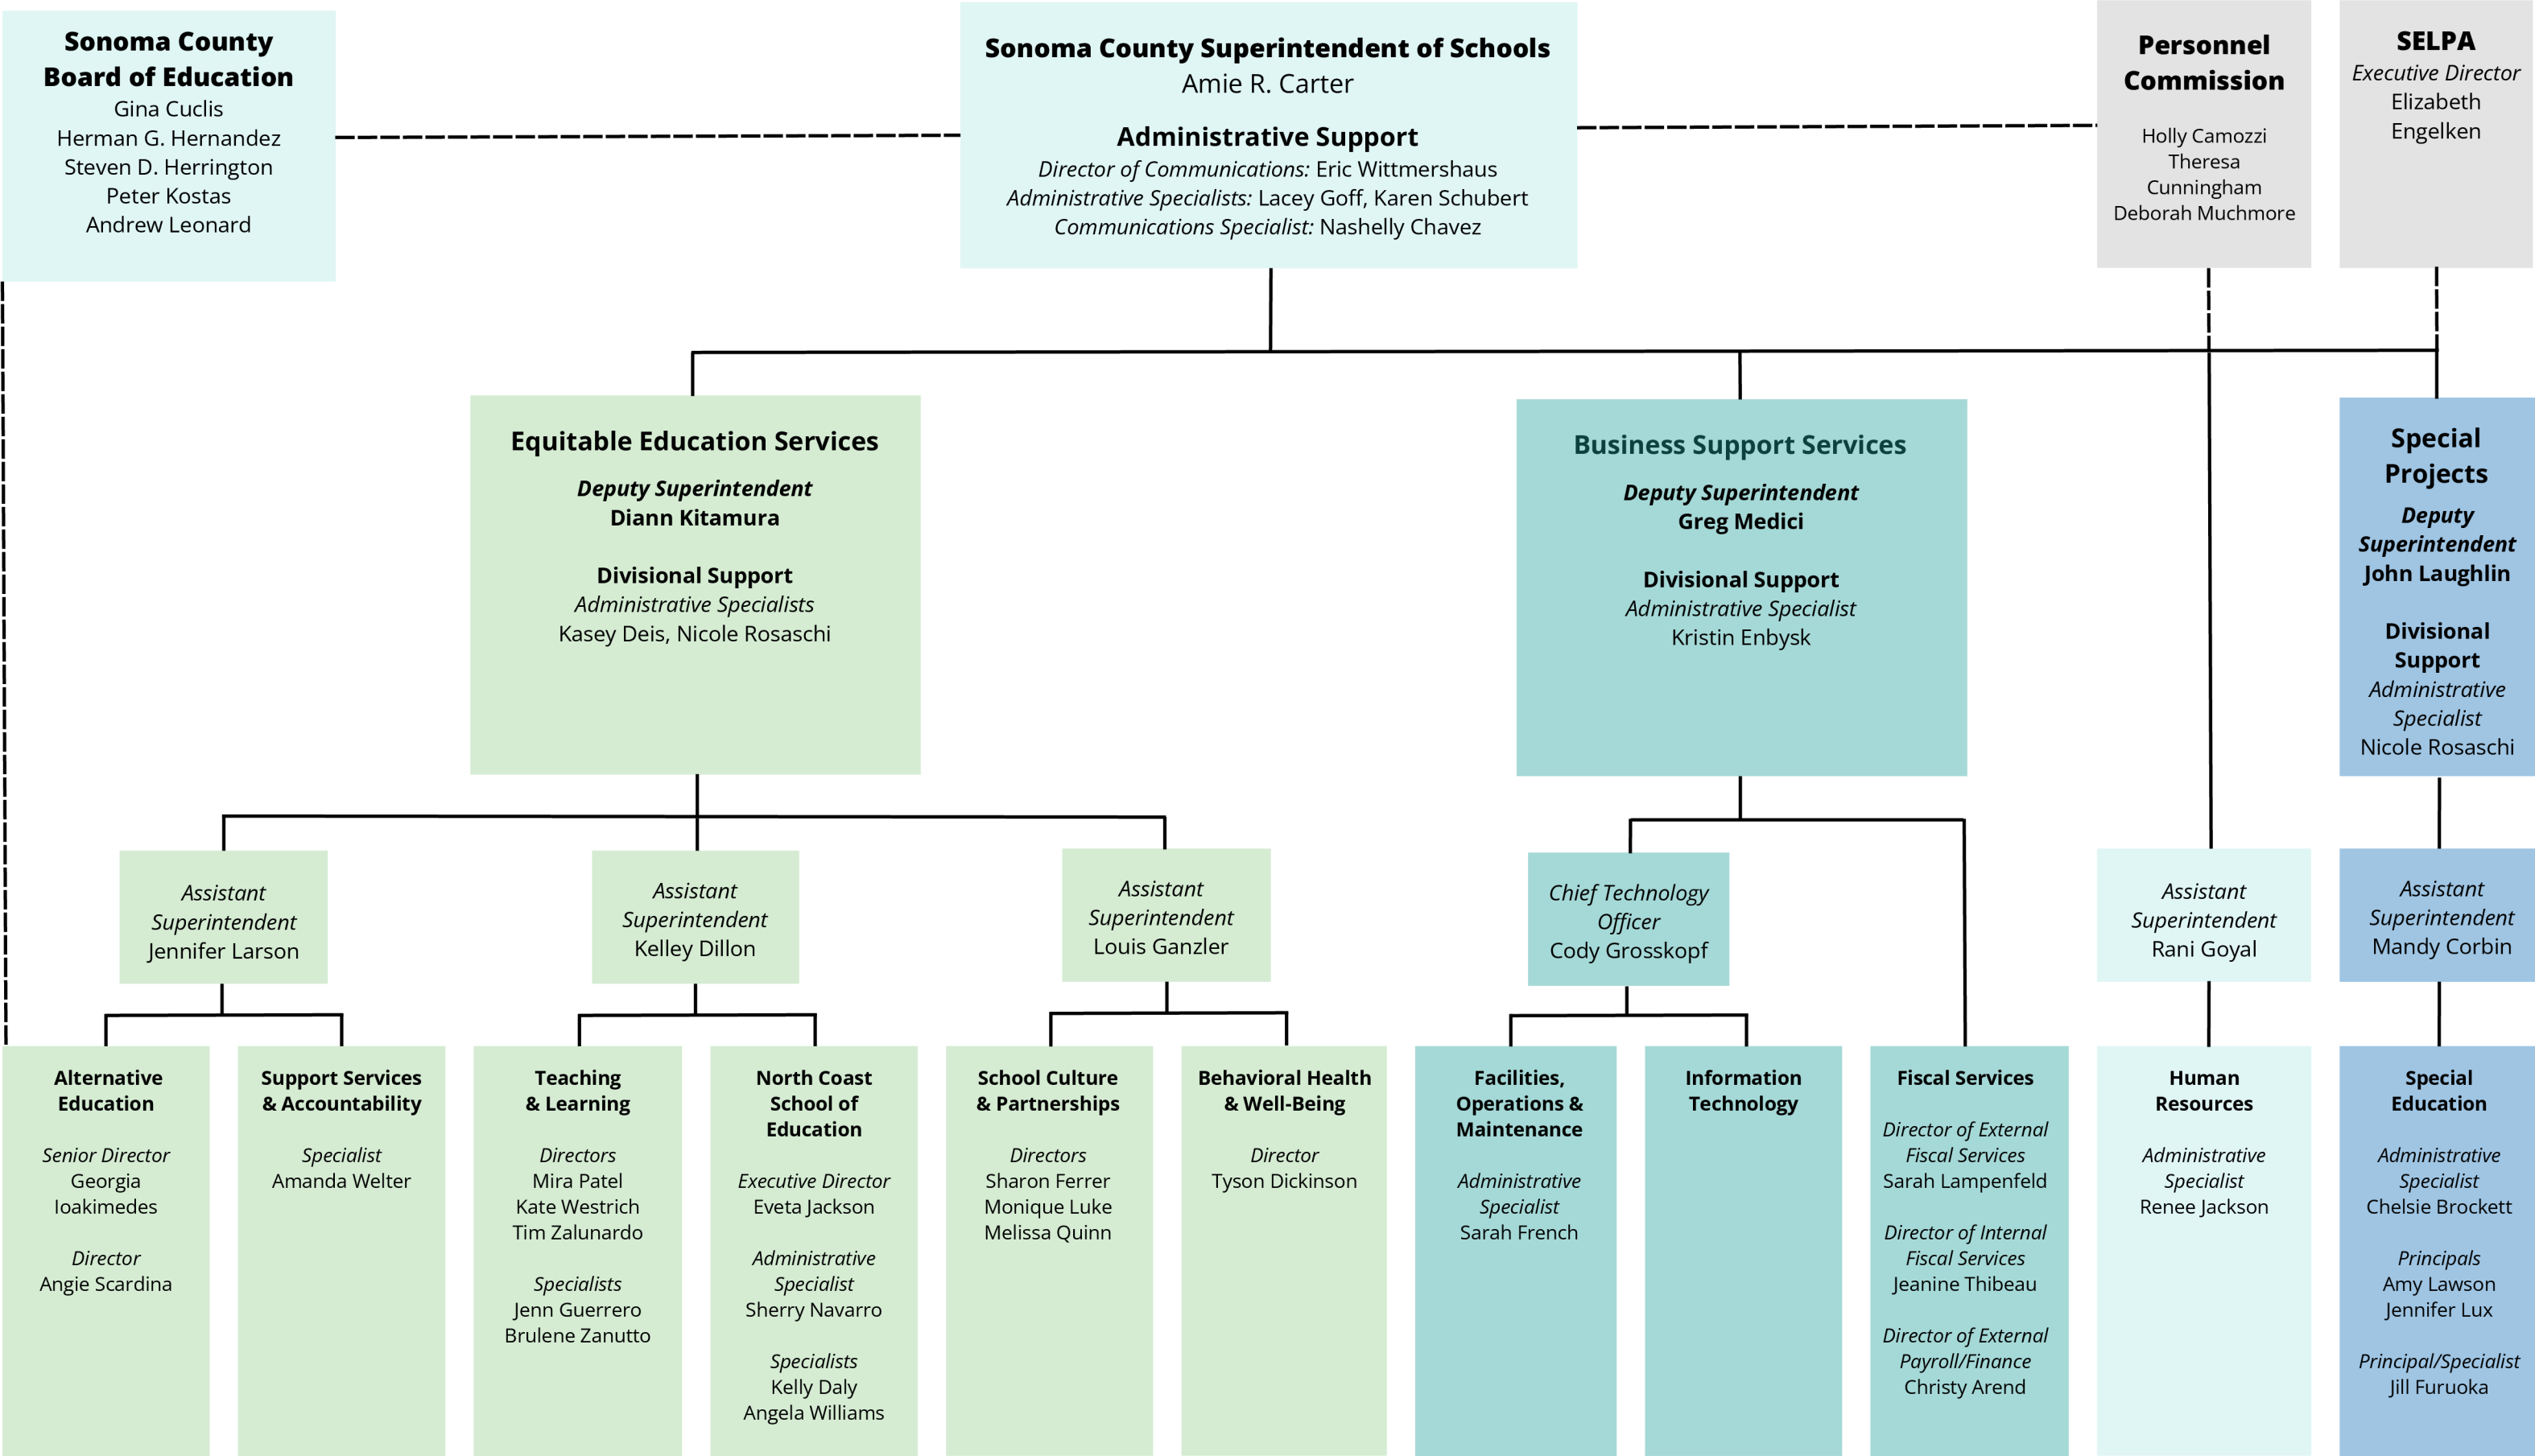 Sonoma County
Board of Education
Gina Cuclis
Herman G. Hernandez
Steven D. Herrington
Peter Kostas
Andrew Leonard
Sonoma County Superintendent of Schools
Amie R. Carter
Administrative Support
Director of Communications: Eric Wittmershaus
Administrative Specialists: Lacey Goff, Karen Schubert
Communications Specialist: Nashelly Chavez
Personnel
Commission
Holly Camozzi
Theresa
Cunningham
Deborah Muchmore
SELPA
Executive Director
Elizabeth
Engelken
Equitable Education Services
Deputy Superintendent
Diann Kitamura
Divisional Support
Administrative Specialists
Kasey Deis, Nicole Rosaschi
Business Support Services
Deputy Superintendent
Greg Medici
Divisional Support
Administrative Specialist
Kristin Enbysk
Special
Projects
Deputy
Superintendent
John Laughlin
Divisional
Support
Administrative
Specialist
Nicole Rosaschi
Assistant
Superintendent
Jennifer Larson
Assistant
Superintendent
Kelley Dillon
Assistant
Superintendent
Louis Ganzler
Chief Technology
Officer
Cody Grosskopf
Assistant
Superintendent
Rani Goyal
Assistant
Superintendent
Mandy Corbin
Alternative
Education
Senior Director
Georgia
Ioakimedes
Director
Angie Scardina
Support Services
& Accountability
Specialist
Amanda Welter
Teaching
& Learning
Directors
Mira Patel
Kate Westrich
Tim Zalunardo
Specialists
Jenn Guerrero
Brulene Zanutto
North Coast
School of
Education
Executive Director
Eveta Jackson
Administrative
Specialist
Sherry Navarro
Specialists
Kelly Daly
Angela Williams
School Culture
& Partnerships
Directors
Sharon Ferrer
Monique Luke
Melissa Quinn
Behavioral Health
& Well-Being
Director
Tyson Dickinson
Facilities,
Operations &
Maintenance
Administrative
Specialist
Sarah French
Information
Technology
Fiscal Services
Director of External
Fiscal Services
Sarah Lampenfeld
Director of Internal
Fiscal Services
Jeanine Thibeau
Director of External
Payroll/Finance
Christy Arend
Human
Resources
Administrative
Specialist
Renee Jackson
Special
Education
Administrative
Specialist
Chelsie Brockett
Principals
Amy Lawson
Jennifer Lux
Principal/Specialist
Jill Furuoka